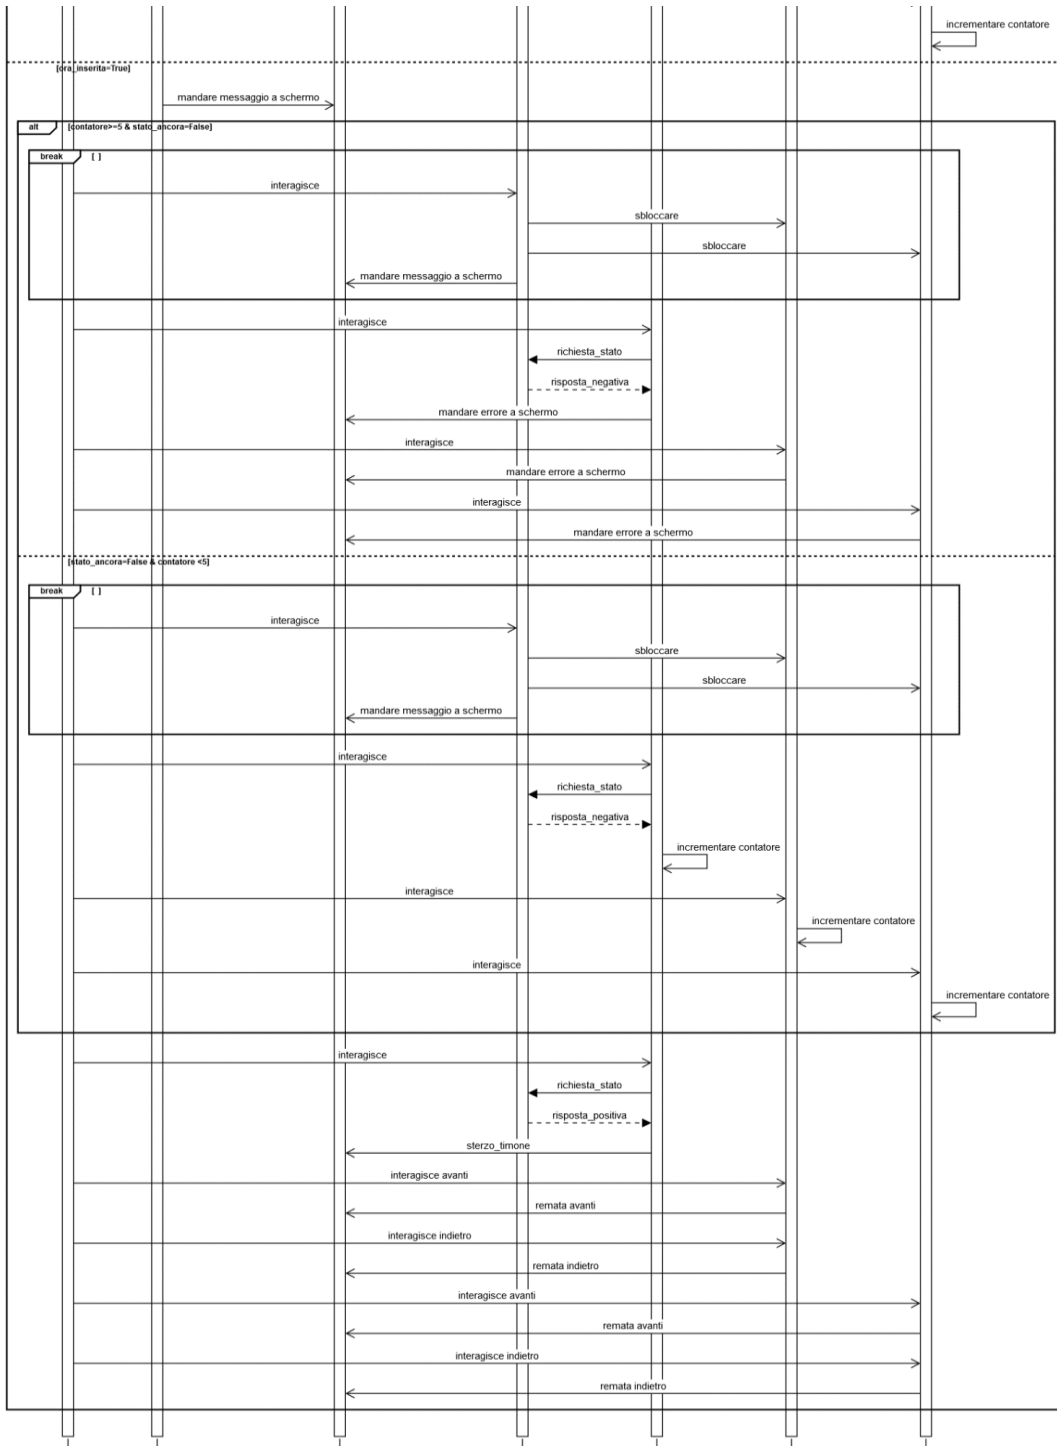 incrementare contatore
[ora_inserita=True]
mandare messaggio a schermo
alt [contatore>=5 & stato_ancora=False]
break [ ]
interagisce
sbloccare
sbloccare
mandare messaggio a schermo
interagisce
richiesta_stato
risposta_negativa
mandare errore a schermo
interagisce
mandare errore a schermo
interagisce
mandare errore a schermo
[stato_ancora=False & contatore <5]
break [ ]
interagisce
sbloccare
sbloccare
mandare messaggio a schermo
interagisce
richiesta_stato
risposta_negativa
incrementare contatore
interagisce
incrementare contatore
interagisce
incrementare contatore
interagisce
richiesta_stato
risposta_positiva
sterzo_timone
interagisce avanti
remata avanti
interagisce indietro
remata indietro
interagisce avanti
remata avanti
interagisce indietro
remata indietro